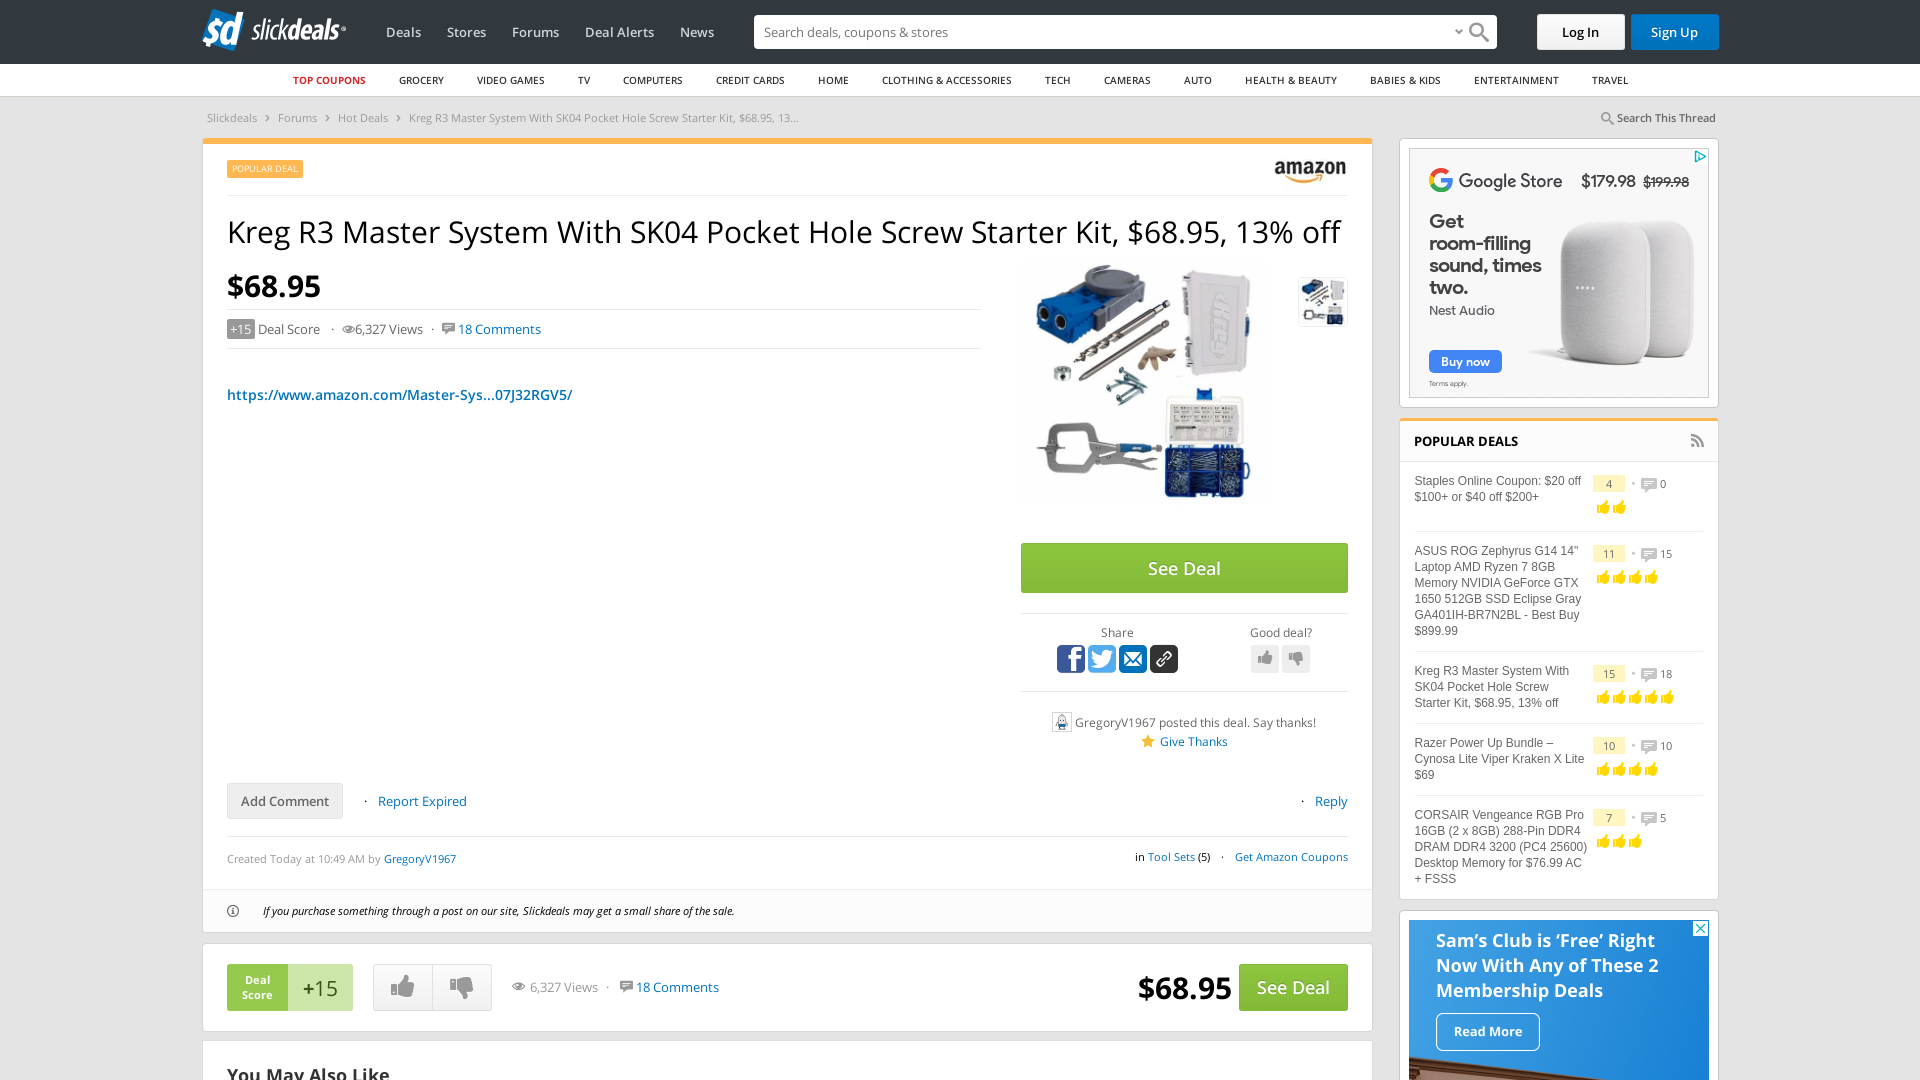 sd slickdeals
Deals
Stores
Forums
Deal Alerts
News
Search deals, coupons & stores
Log In
Sign Up
TOP COUPONS
GROCERY
VIDEO GAMES
TV
COMPUTERS
CREDIT CARDS
HOME
CLOTHING & ACCESSORIES
TECH
CAMERAS
AUTO
HEALTH & BEAUTY
BABIES & KIDS
ENTERTAINMENT
TRAVEL
Slickdeals > Forums > Hot Deals > Kreg R3 Master System With SK04 Pocket Hole Screw Starter Kit, $68.95, 13...
Search This Thread
POPULAR DEAL
amazon
Kreg R3 Master System With SK04 Pocket Hole Screw Starter Kit, $68.95, 13% off
$68.95
+15 Deal Score · 6,327 Views · 18 Comments
https://www.amazon.com/Master-Sys...07J32RGV5/
KREG
See Deal
Share
Good deal?
GregoryV1967 posted this deal. Say thanks!
Give Thanks
Add Comment
· Report Expired
· Reply
Created Today at 10:49 AM by GregoryV1967
in Tool Sets (5) · Get Amazon Coupons
If you purchase something through a post on our site, Slickdeals may get a small share of the sale.
Deal
Score
+15
6,327 Views · 18 Comments
$68.95
See Deal
You May Also Like
Google Store
$179.98 $199.98
Get
room-filling
sound, times
two.
Nest Audio
Buy now
Terms apply.
POPULAR DEALS
Staples Online Coupon: $20 off
$100+ or $40 off $200+
4 · 0
ASUS ROG Zephyrus G14 14"
Laptop AMD Ryzen 7 8GB
Memory NVIDIA GeForce GTX
1650 512GB SSD Eclipse Gray
GA401IH-BR7N2BL - Best Buy
$899.99
11 · 15
Kreg R3 Master System With
SK04 Pocket Hole Screw
Starter Kit, $68.95, 13% off
15 · 18
Razer Power Up Bundle –
Cynosa Lite Viper Kraken X Lite
$69
10 · 10
CORSAIR Vengeance RGB Pro
16GB (2 x 8GB) 288-Pin DDR4
DRAM DDR4 3200 (PC4 25600)
Desktop Memory for $76.99 AC
+ FSSS
7 · 5
Sam's Club is 'Free' Right
Now With Any of These 2
Membership Deals
Read More